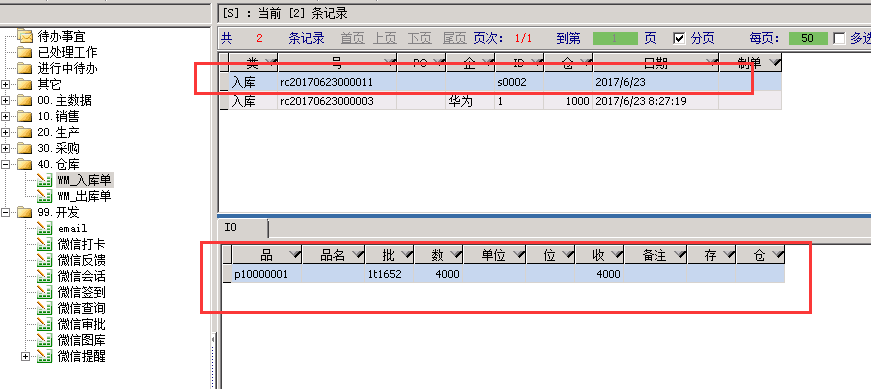 待办事宜
已处理工作
进行中待办
其它
00.主数据
10.销售
20.生产
30.采购
40.仓库
WM_入库单
WM_出库单
99.开发
email
微信打卡
微信反馈
微信会话
微信签到
微信查询
微信审批
微信图库
微信提醒
[S] : 当前 [2] 条记录
共 2 条记录 首页 上页 下页 尾页 页次: 1/1 到第 1 页 分页 每页: 50 多选
类 号 PO 企 ID 仓 日期 制单
入库 rc20170623000011 s0002 2017/6/23
入库 rc20170623000003 华为 1 1000 2017/6/23 8:27:19
IO
品 品名 批 数 单位 位 收 备注 存 仓
p10000001 1t1652 4000 4000